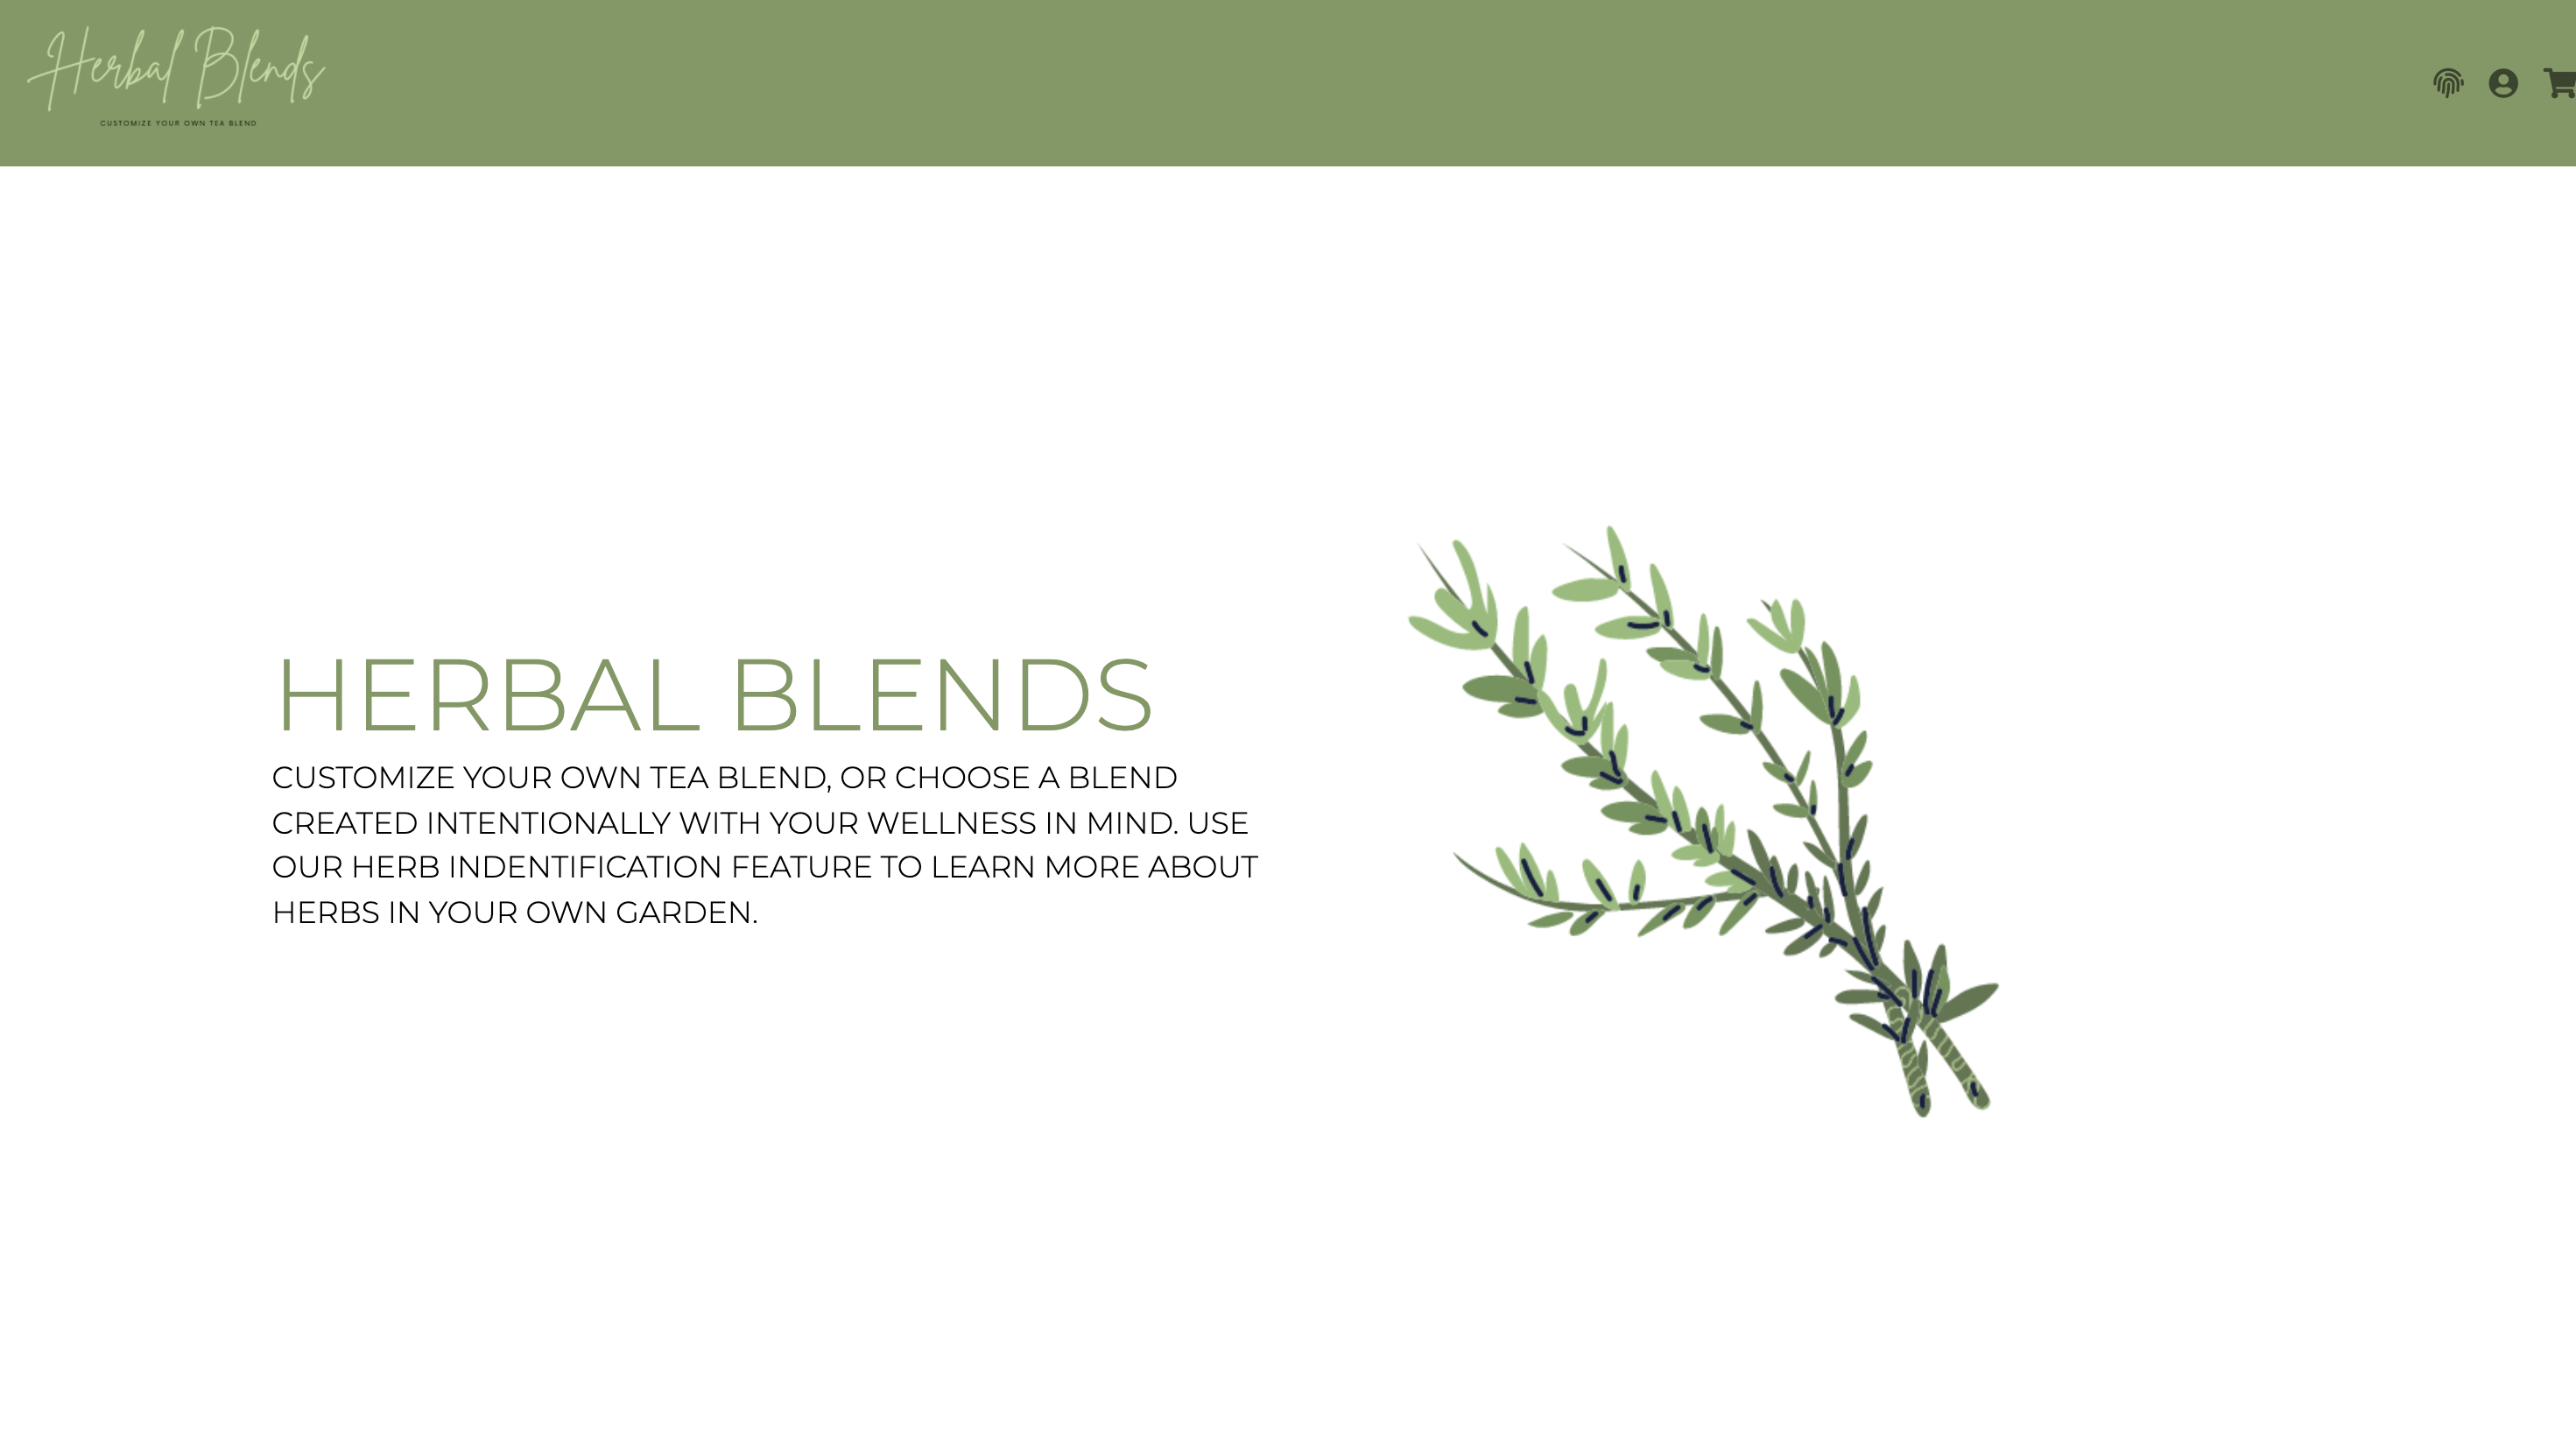 Herbal Blends
CUSTOMIZE YOUR OWN TEA BLEND
HERBAL BLENDS
CUSTOMIZE YOUR OWN TEA BLEND, OR CHOOSE A BLEND
CREATED INTENTIONALLY WITH YOUR WELLNESS IN MIND. USE
OUR HERB INDENTIFICATION FEATURE TO LEARN MORE ABOUT
HERBS IN YOUR OWN GARDEN.